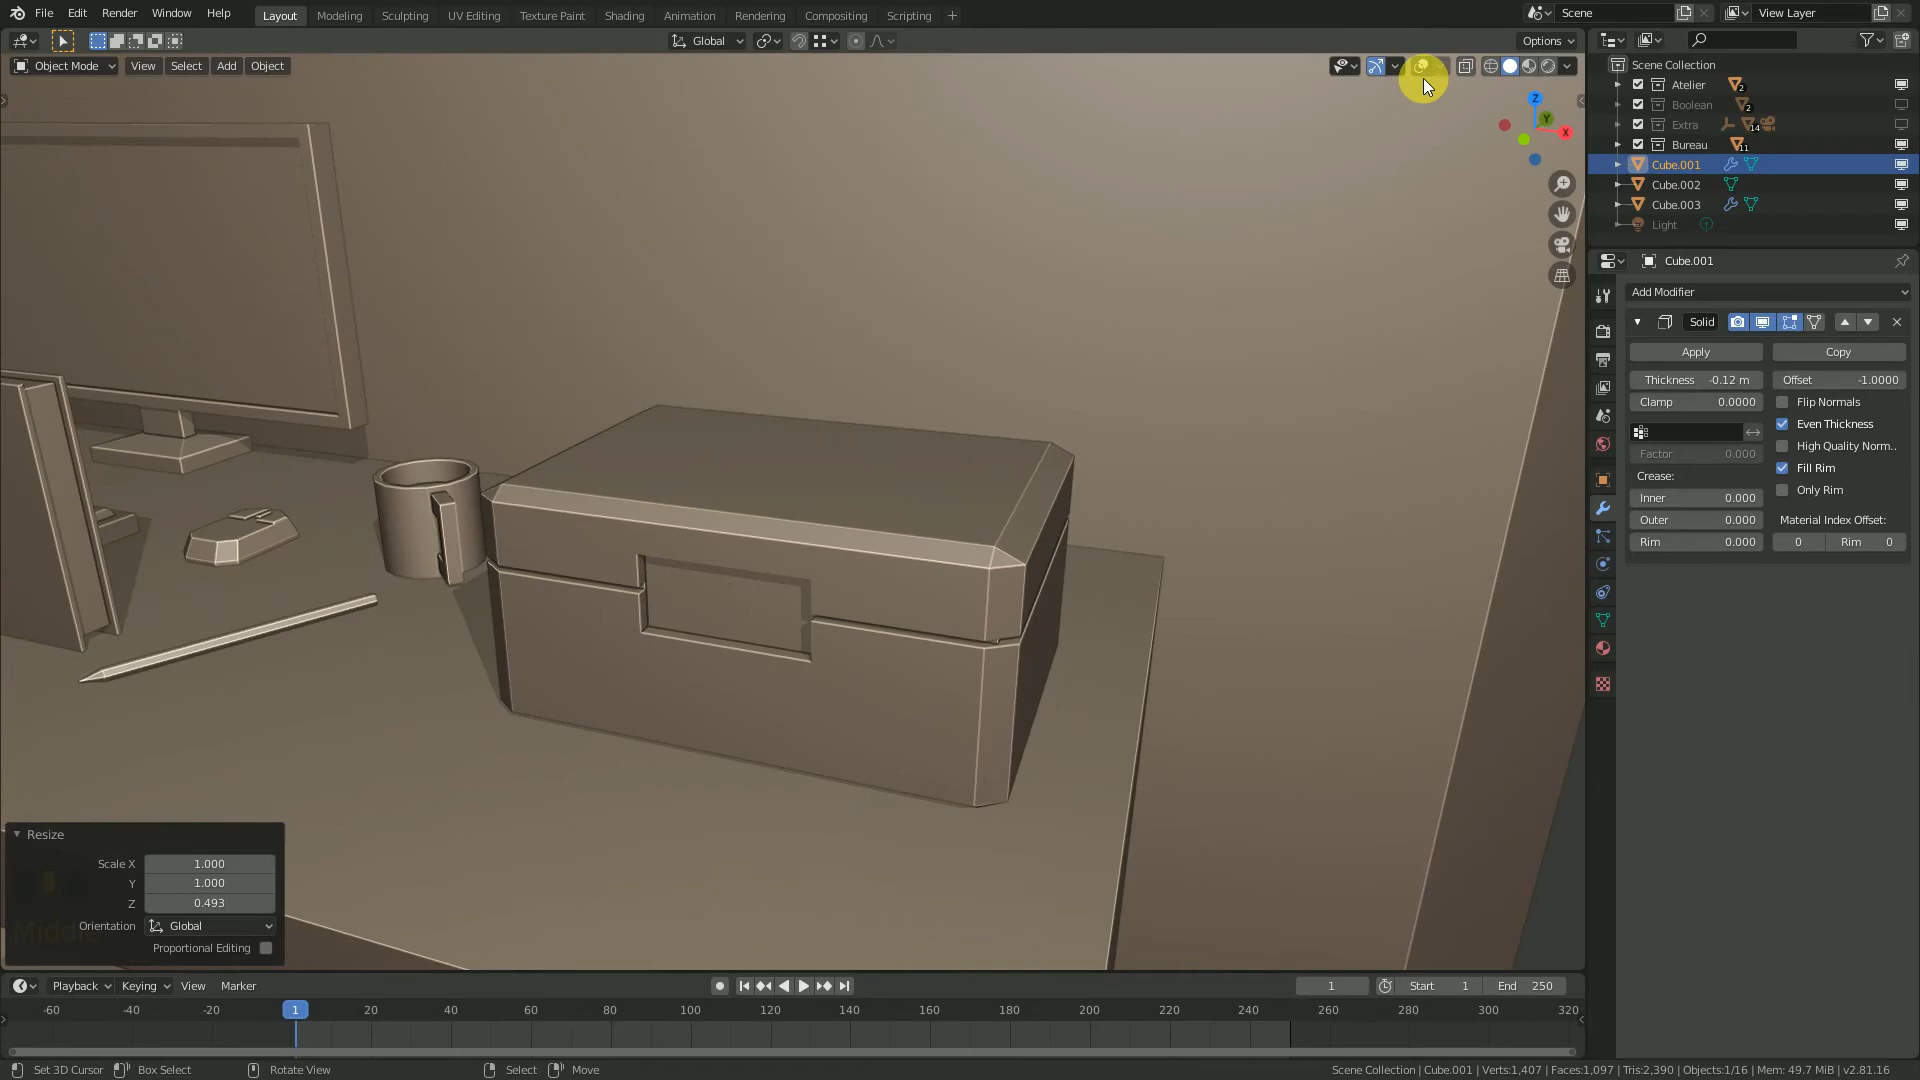 File Edit Render Window Help Layout Modeling Sculpting UV Editing Texture Paint Shading Animation Rendering Compositing Scripting + Scene View Layer
Global Options
Object Mode View Select Add Object
Scene Collection
Atelier 2
Boolean 2
Extra 14
Bureau 11
Cube.001
Cube.002
Cube.003
Light
Z
Y
X
Cube.001
Add Modifier
Solid
Apply Copy
Thickness -0.12 m Offset -1.0000
Clamp 0.0000 Flip Normals
Even Thickness
Factor 0.000 High Quality Norm..
Crease: Fill Rim
Inner 0.000 Only Rim
Outer 0.000 Material Index Offset:
Rim 0.000 0 Rim 0
Resize
Scale X 1.000
Y 1.000
Z 0.493
Orientation Global
Proportional Editing
Playback Keying View Marker 1 Start 1 End 250
-60 -40 -20 1 20 40 60 80 100 120 140 160 180 200 220 240 260 280 300 320
Set 3D Cursor Box Select Rotate View Select Move Scene Collection | Cube.001 | Verts:1,407 | Faces:1,097 | Tris:2,390 | Objects:1/16 | Mem: 49.7 MiB | v2.81.16